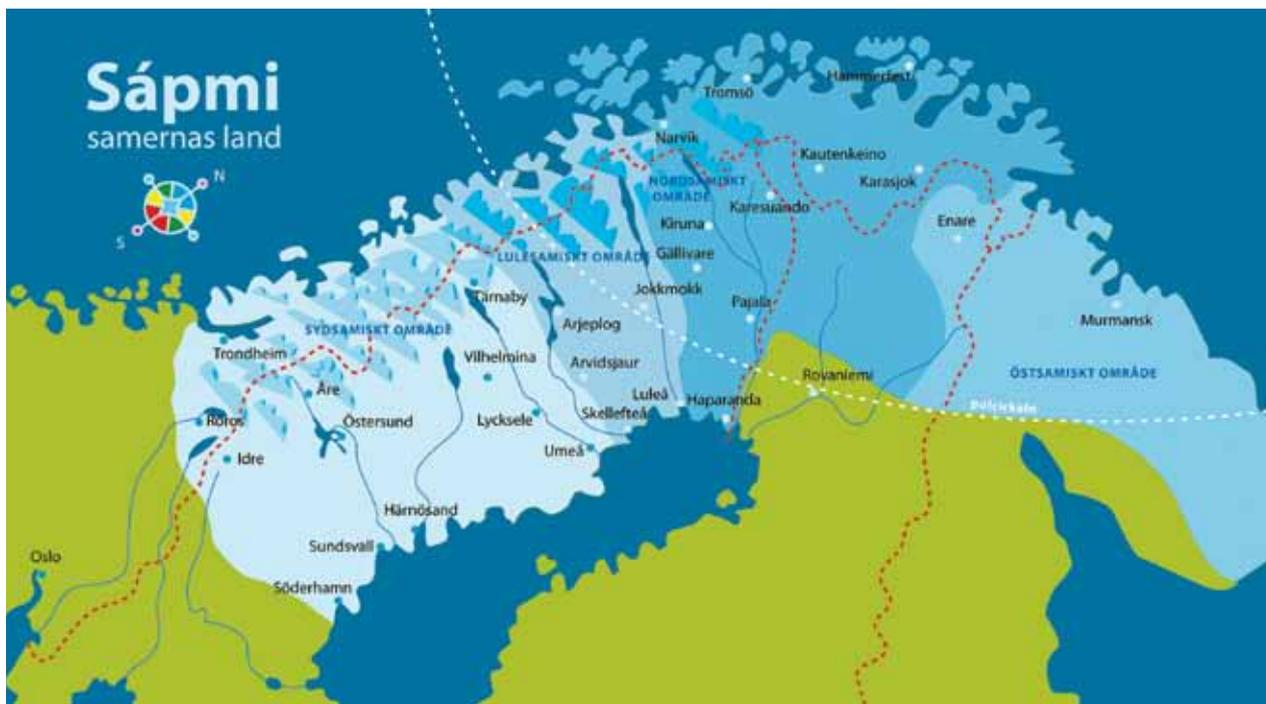 Sápmi
samernas land
N
S
Hammerfest
Tromsö
Narvik
Kautenkeino
Karasjok
NORDSAMISKT
OMRÅDE
Karesuando
Enare
Kiruna
Gällivare
LULESAMISKT OMRÅDE
Jokkmokk
Tärnaby
Pajala
Arjeplog
Murmansk
SYDSAMISKT OMRÅDE
Trondheim
Vilhelmina
Arvidsjaur
Rovaniemi
ÖSTSAMISKT OMRÅDE
Åre
Luleå
Haparanda
polcirkeln
Röros
Östersund
Lycksele
Skellefteå
Idre
Umeå
Härnösand
Sundsvall
Oslo
Söderhamn